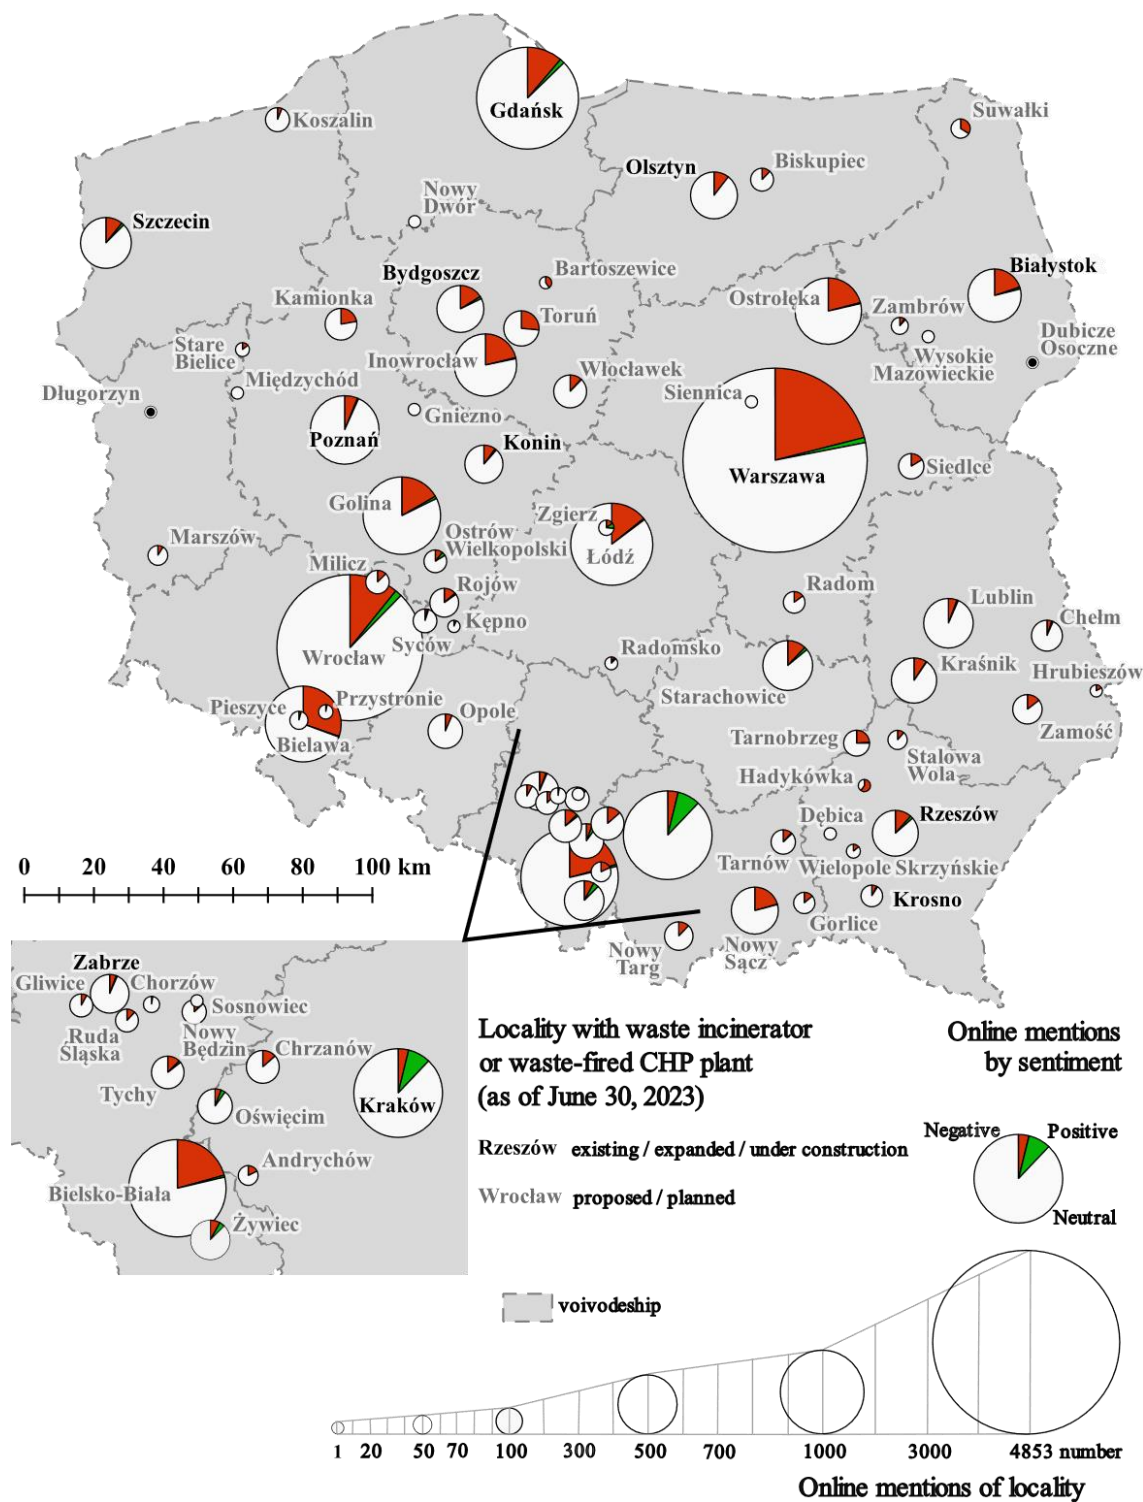 Gdańsk
Koszalin
Suwałki
Olsztyn
Biskupiec
Nowy
Dwór
Szczecin
Bydgoszcz
Bartoszewice
Białystok
Kamionka
Ostrołęka
Zambrów
Toruń
Dubicze
Osoczne
Stare
Bielice
Inowrocław
Wysokie
Mazowieckie
Międzychód
Włocławek
Długorzyn
Siennica
Gniezno
Poznań
Konin
Siedlce
Warszawa
Golina
Zgierz
Ostrów
Wielkopolski
Łódź
Marszów
Milicz
Rojów
Radom
Lublin
Chełm
Kępno
Syców
Wrocław
Radomsko
Kraśnik
Hrubieszów
Starachowice
Przystronie
Pieszyce
Opole
Zamość
Bielawa
Tarnobrzeg
Stalowa
Wola
Hadykówka
Dębica
Rzeszów
Tarnów
Wielopole Skrzyńskie
Krosno
Gorlice
Nowy
Targ
Nowy
Sącz
0 20 40 60 80 100 km
Zabrze
Gliwice
Chorzów
Sosnowiec
Ruda
Śląska
Nowy
Będzin
Chrzanów
Tychy
Kraków
Oświęcim
Andrychów
Bielsko-Biała
Żywiec
Locality with waste incinerator
or waste-fired CHP plant
(as of June 30, 2023)
Rzeszów existing / expanded / under construction
Wrocław proposed / planned
Online mentions
by sentiment
Negative
Positive
Neutral
voivodeship
1 20 50 70 100 300 500 700 1000 3000 4853 number
Online mentions of locality